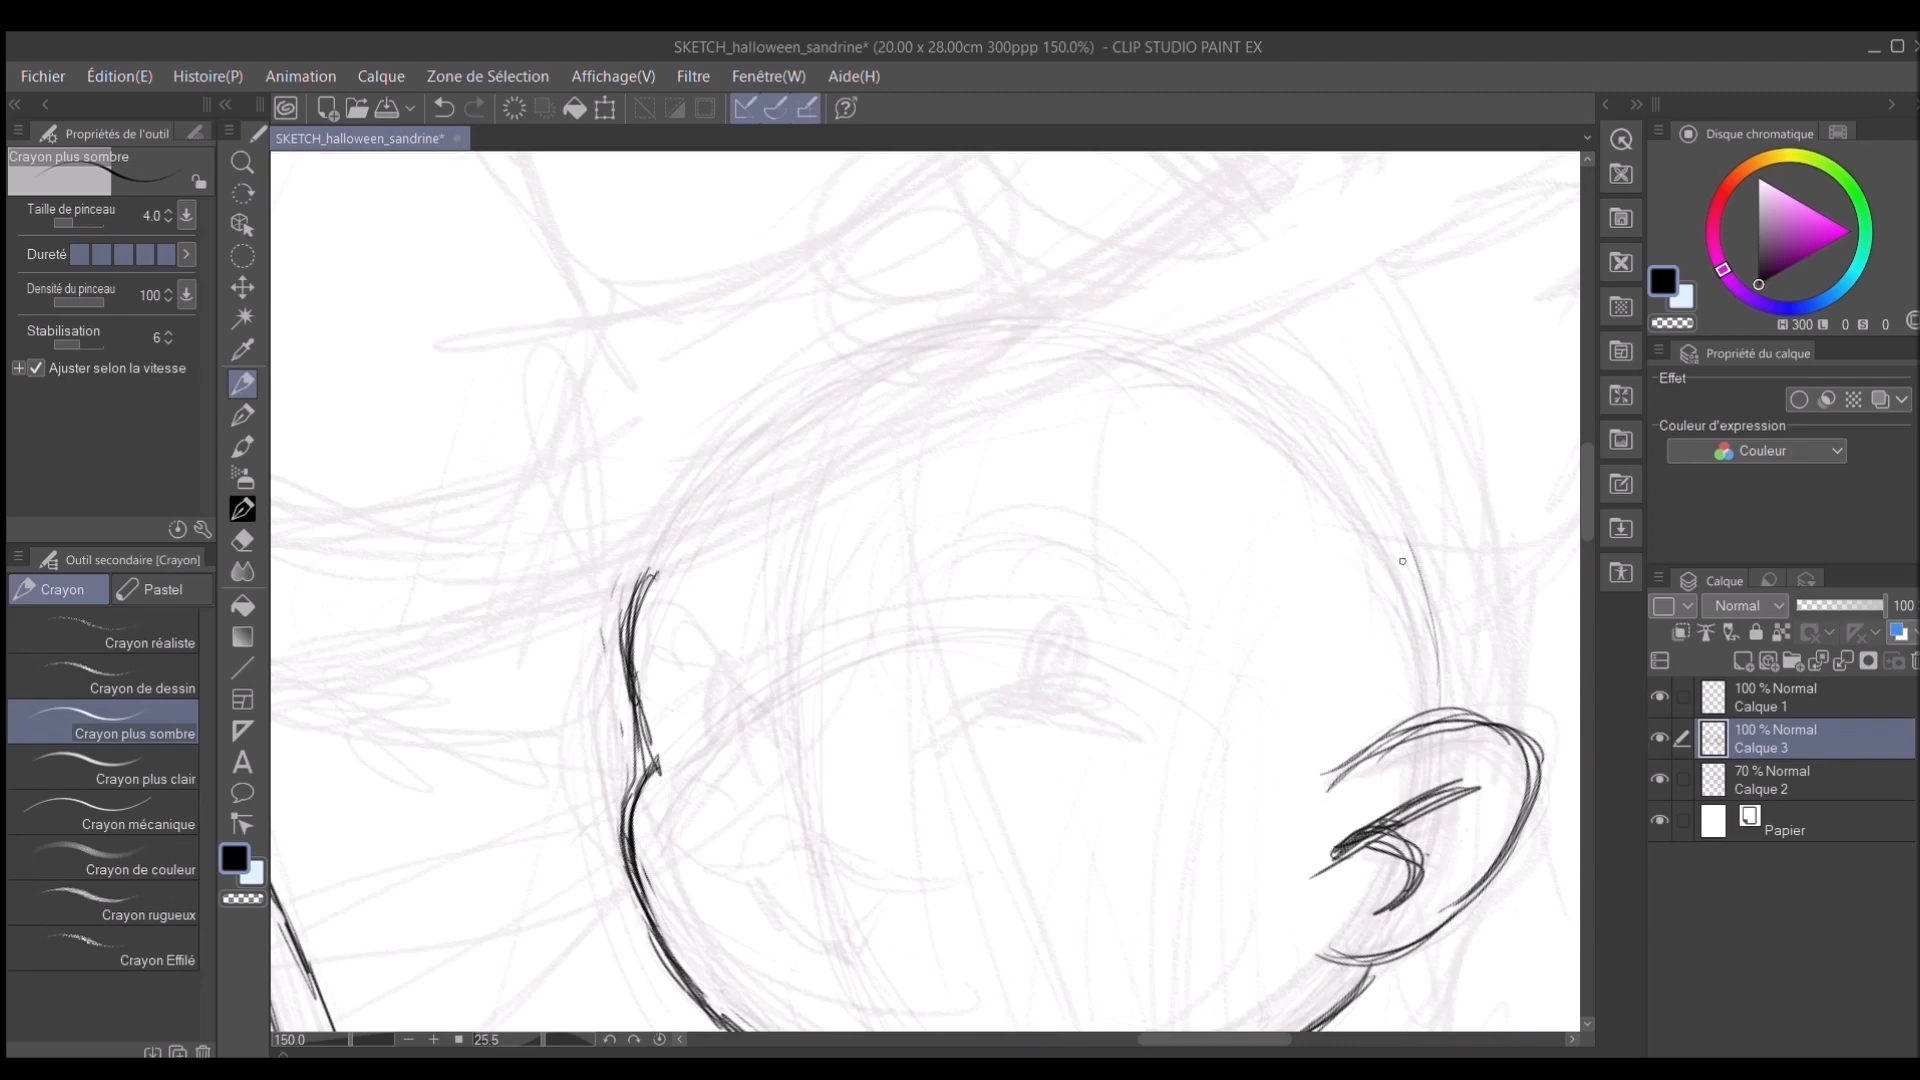 SKETCH_halloween_sandrine* (20.00 x 28.00cm 300ppp 150.0%) - CLIP STUDIO PAINT EX
Fichier Édition(E) Histoire(P) Animation Calque Zone de Sélection Affichage(V) Filtre Fenêtre(W) Aide(H)
Propriétés de l'outil
SKETCH_halloween_sandrine*
Crayon plus sombre
Taille de pinceau 4.0
Dureté
Densité du pinceau 100
Stabilisation 6
Ajuster selon la vitesse
Outil secondaire [Crayon]
Crayon Pastel
Crayon réaliste
Crayon de dessin
Crayon plus sombre
Crayon plus clair
Crayon mécanique
Crayon de couleur
Crayon rugueux
Crayon Effilé
A
150.0
25.5
Disque chromatique
H 300 L 0 S 0
Propriété du calque
Effet
Couleur d'expression
Couleur
Calque
Normal 100
100 % Normal
Calque 1
100 % Normal
Calque 3
70 % Normal
Calque 2
Papier